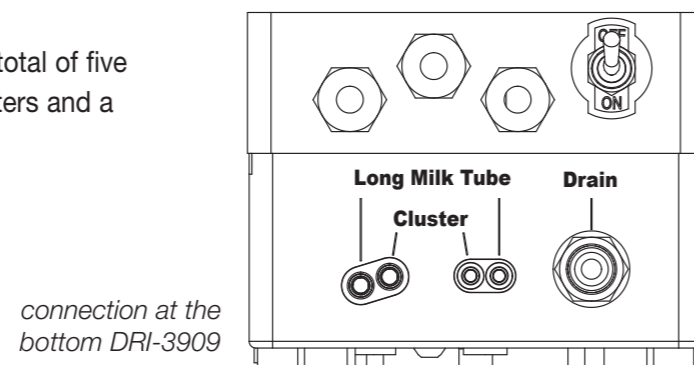 total of five
ters and a
OFF
ON
Long Milk Tube
Drain
Cluster
connection at the
bottom DRI-3909